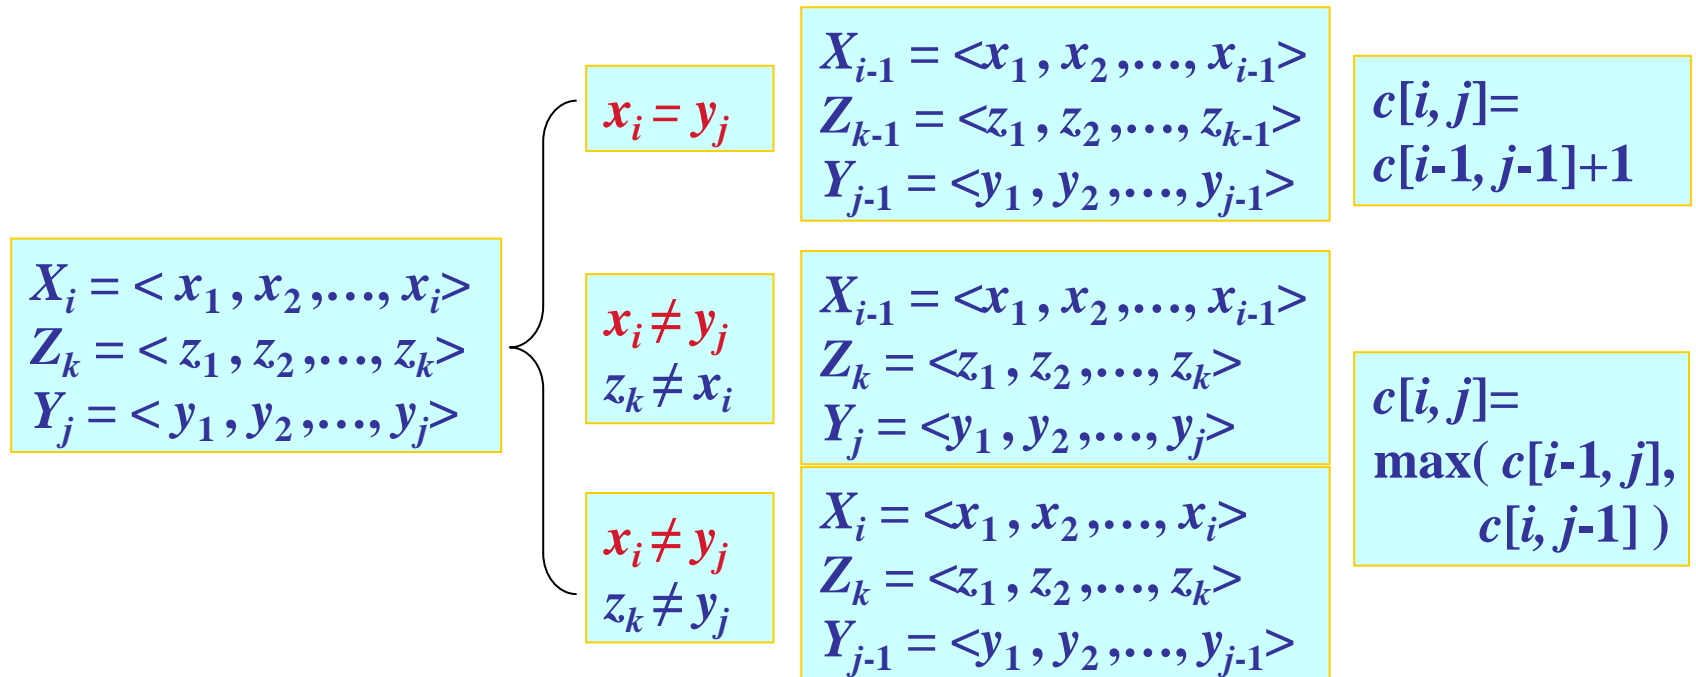 X_i = < x_1 , x_2 ,…, x_i>
Z_k = < z_1 , z_2 ,…, z_k>
Y_j = < y_1 , y_2 ,…, y_j>
x_i = y_j
X_{i-1} = <x_1 , x_2 ,…, x_{i-1}>
Z_{k-1} = <z_1 , z_2 ,…, z_{k-1}>
Y_{j-1} = <y_1 , y_2 ,…, y_{j-1}>
c[i, j]=
c[i-1, j-1]+1
x_i ≠ y_j
z_k ≠ x_i
X_{i-1} = <x_1 , x_2 ,…, x_{i-1}>
Z_k = <z_1 , z_2 ,…, z_k>
Y_j = <y_1 , y_2 ,…, y_j>
x_i ≠ y_j
z_k ≠ y_j
X_i = <x_1 , x_2 ,…, x_i>
Z_k = <z_1 , z_2 ,…, z_k>
Y_{j-1} = <y_1 , y_2 ,…, y_{j-1}>
c[i, j]=
max( c[i-1, j],
c[i, j-1] )